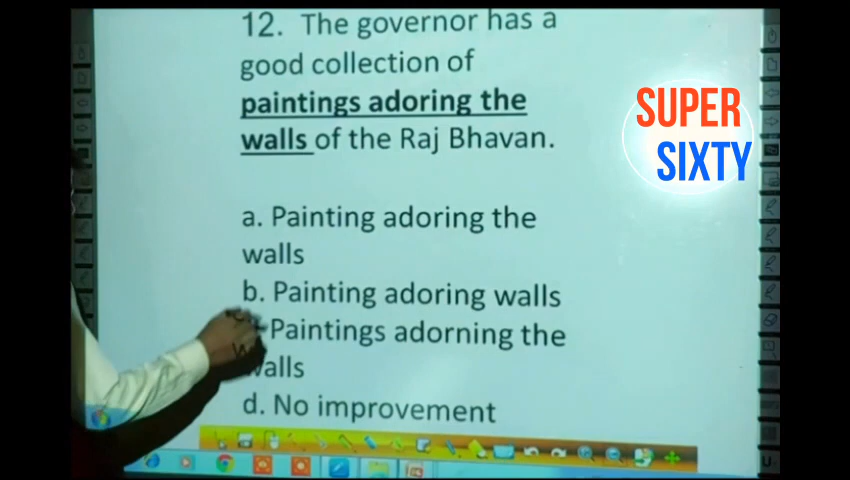 12. The governor has a
good collection of
paintings adoring the
walls of the Raj Bhavan.
a. Painting adoring the
walls
b. Painting adoring walls
Paintings adorning the
walls
d. No improvement
SUPER
SIXTY